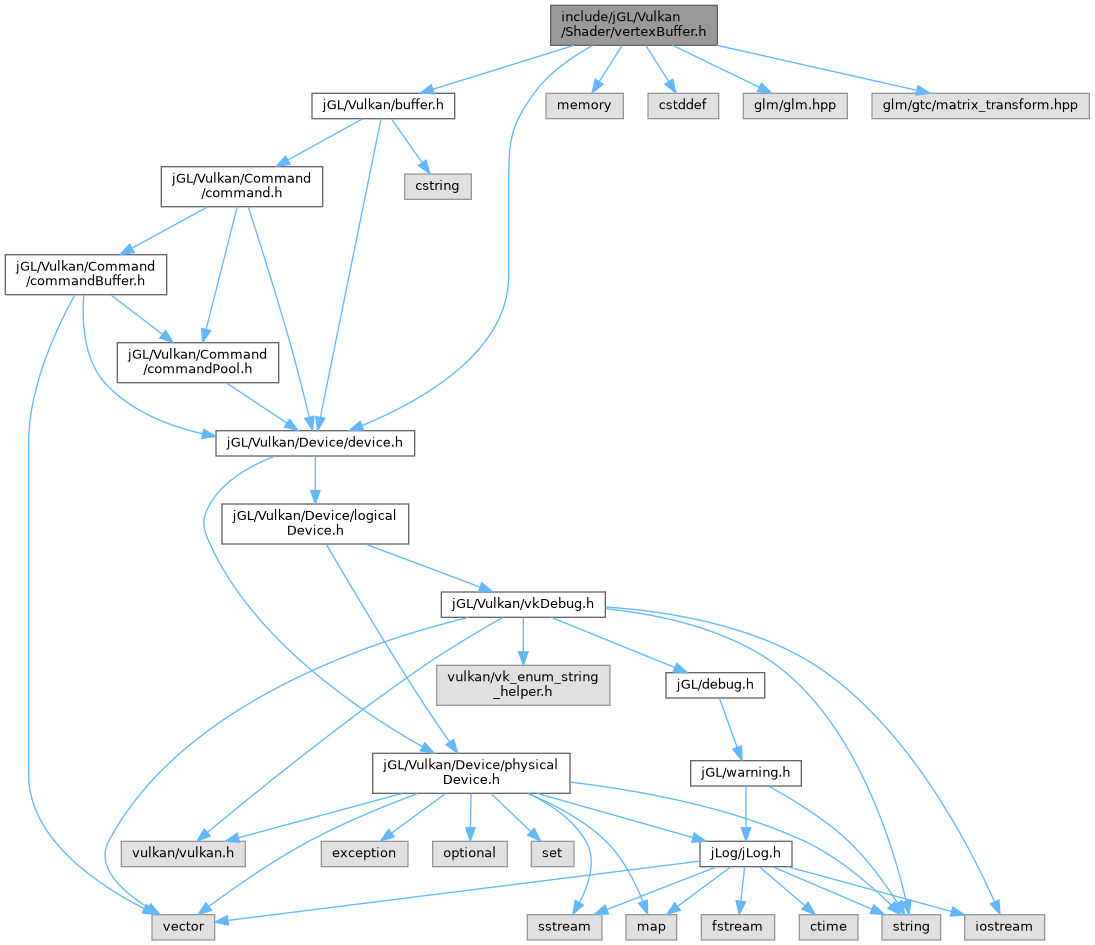 include/jGL/Vulkan
/Shader/vertexBuffer.h
jGL/Vulkan/buffer.h
memory
cstddef
glm/glm.hpp
glm/gtc/matrix_transform.hpp
jGL/Vulkan/Command
/command.h
cstring
jGL/Vulkan/Command
/commandBuffer.h
jGL/Vulkan/Command
/commandPool.h
jGL/Vulkan/Device/device.h
jGL/Vulkan/Device/logical
Device.h
jGL/Vulkan/vkDebug.h
vulkan/vk_enum_string
_helper.h
jGL/debug.h
jGL/Vulkan/Device/physical
Device.h
jGL/warning.h
vulkan/vulkan.h
exception
optional
set
jLog/jLog.h
vector
sstream
map
fstream
ctime
string
iostream